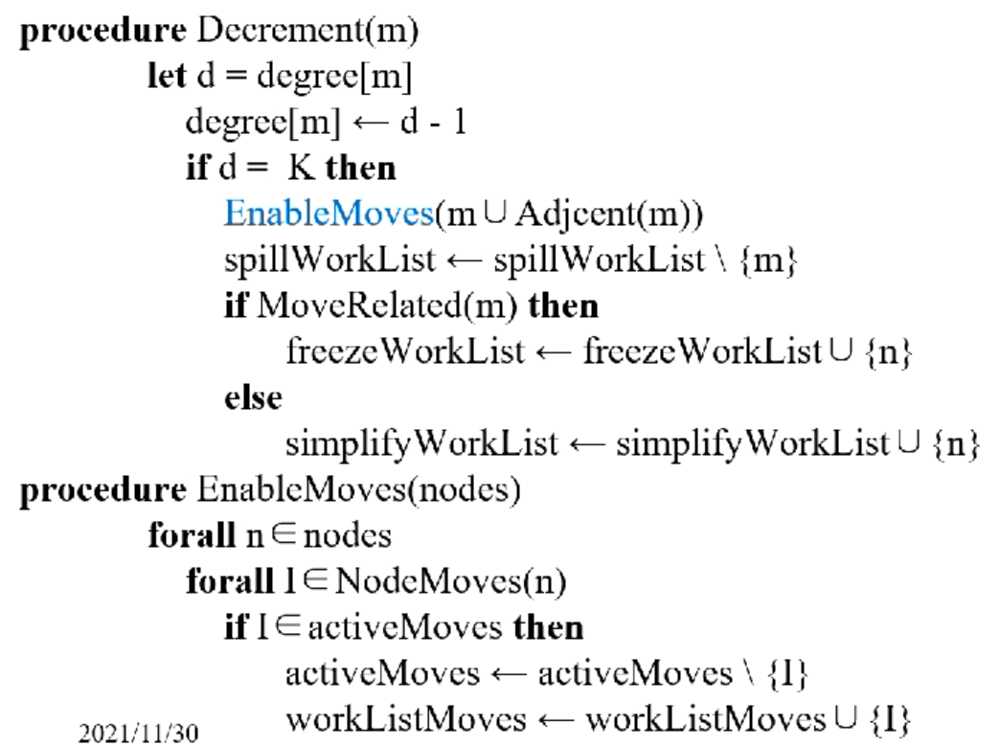 procedure Decrement(m)
let d = degree[m]
degree[m] ← d - 1
if d = K then
EnableMoves(m ∪ Adjcent(m))
spillWorkList ← spillWorkList \ {m}
if MoveRelated(m) then
freezeWorkList ← freezeWorkList ∪ {n}
else
simplifyWorkList ← simplifyWorkList ∪ {n}
procedure EnableMoves(nodes)
forall n ∈ nodes
forall I ∈ NodeMoves(n)
if I ∈ activeMoves then
activeMoves ← activeMoves \ {I}
workListMoves ← workListMoves ∪ {I}
2021/11/30